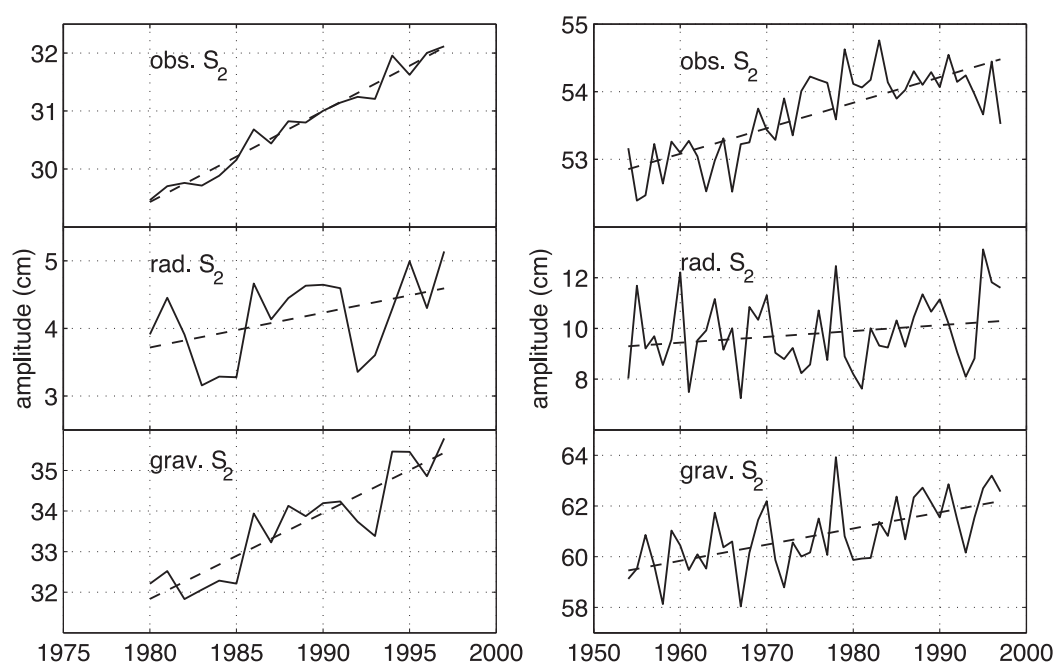 32
31
30
obs. S2
amplitude (cm)
5
4
3
rad. S2
35
34
33
32
grav. S2
1975 1980 1985 1990 1995 2000
55
54
53
obs. S2
amplitude (cm)
12
10
8
rad. S2
64
62
60
58
grav. S2
1950 1960 1970 1980 1990 2000